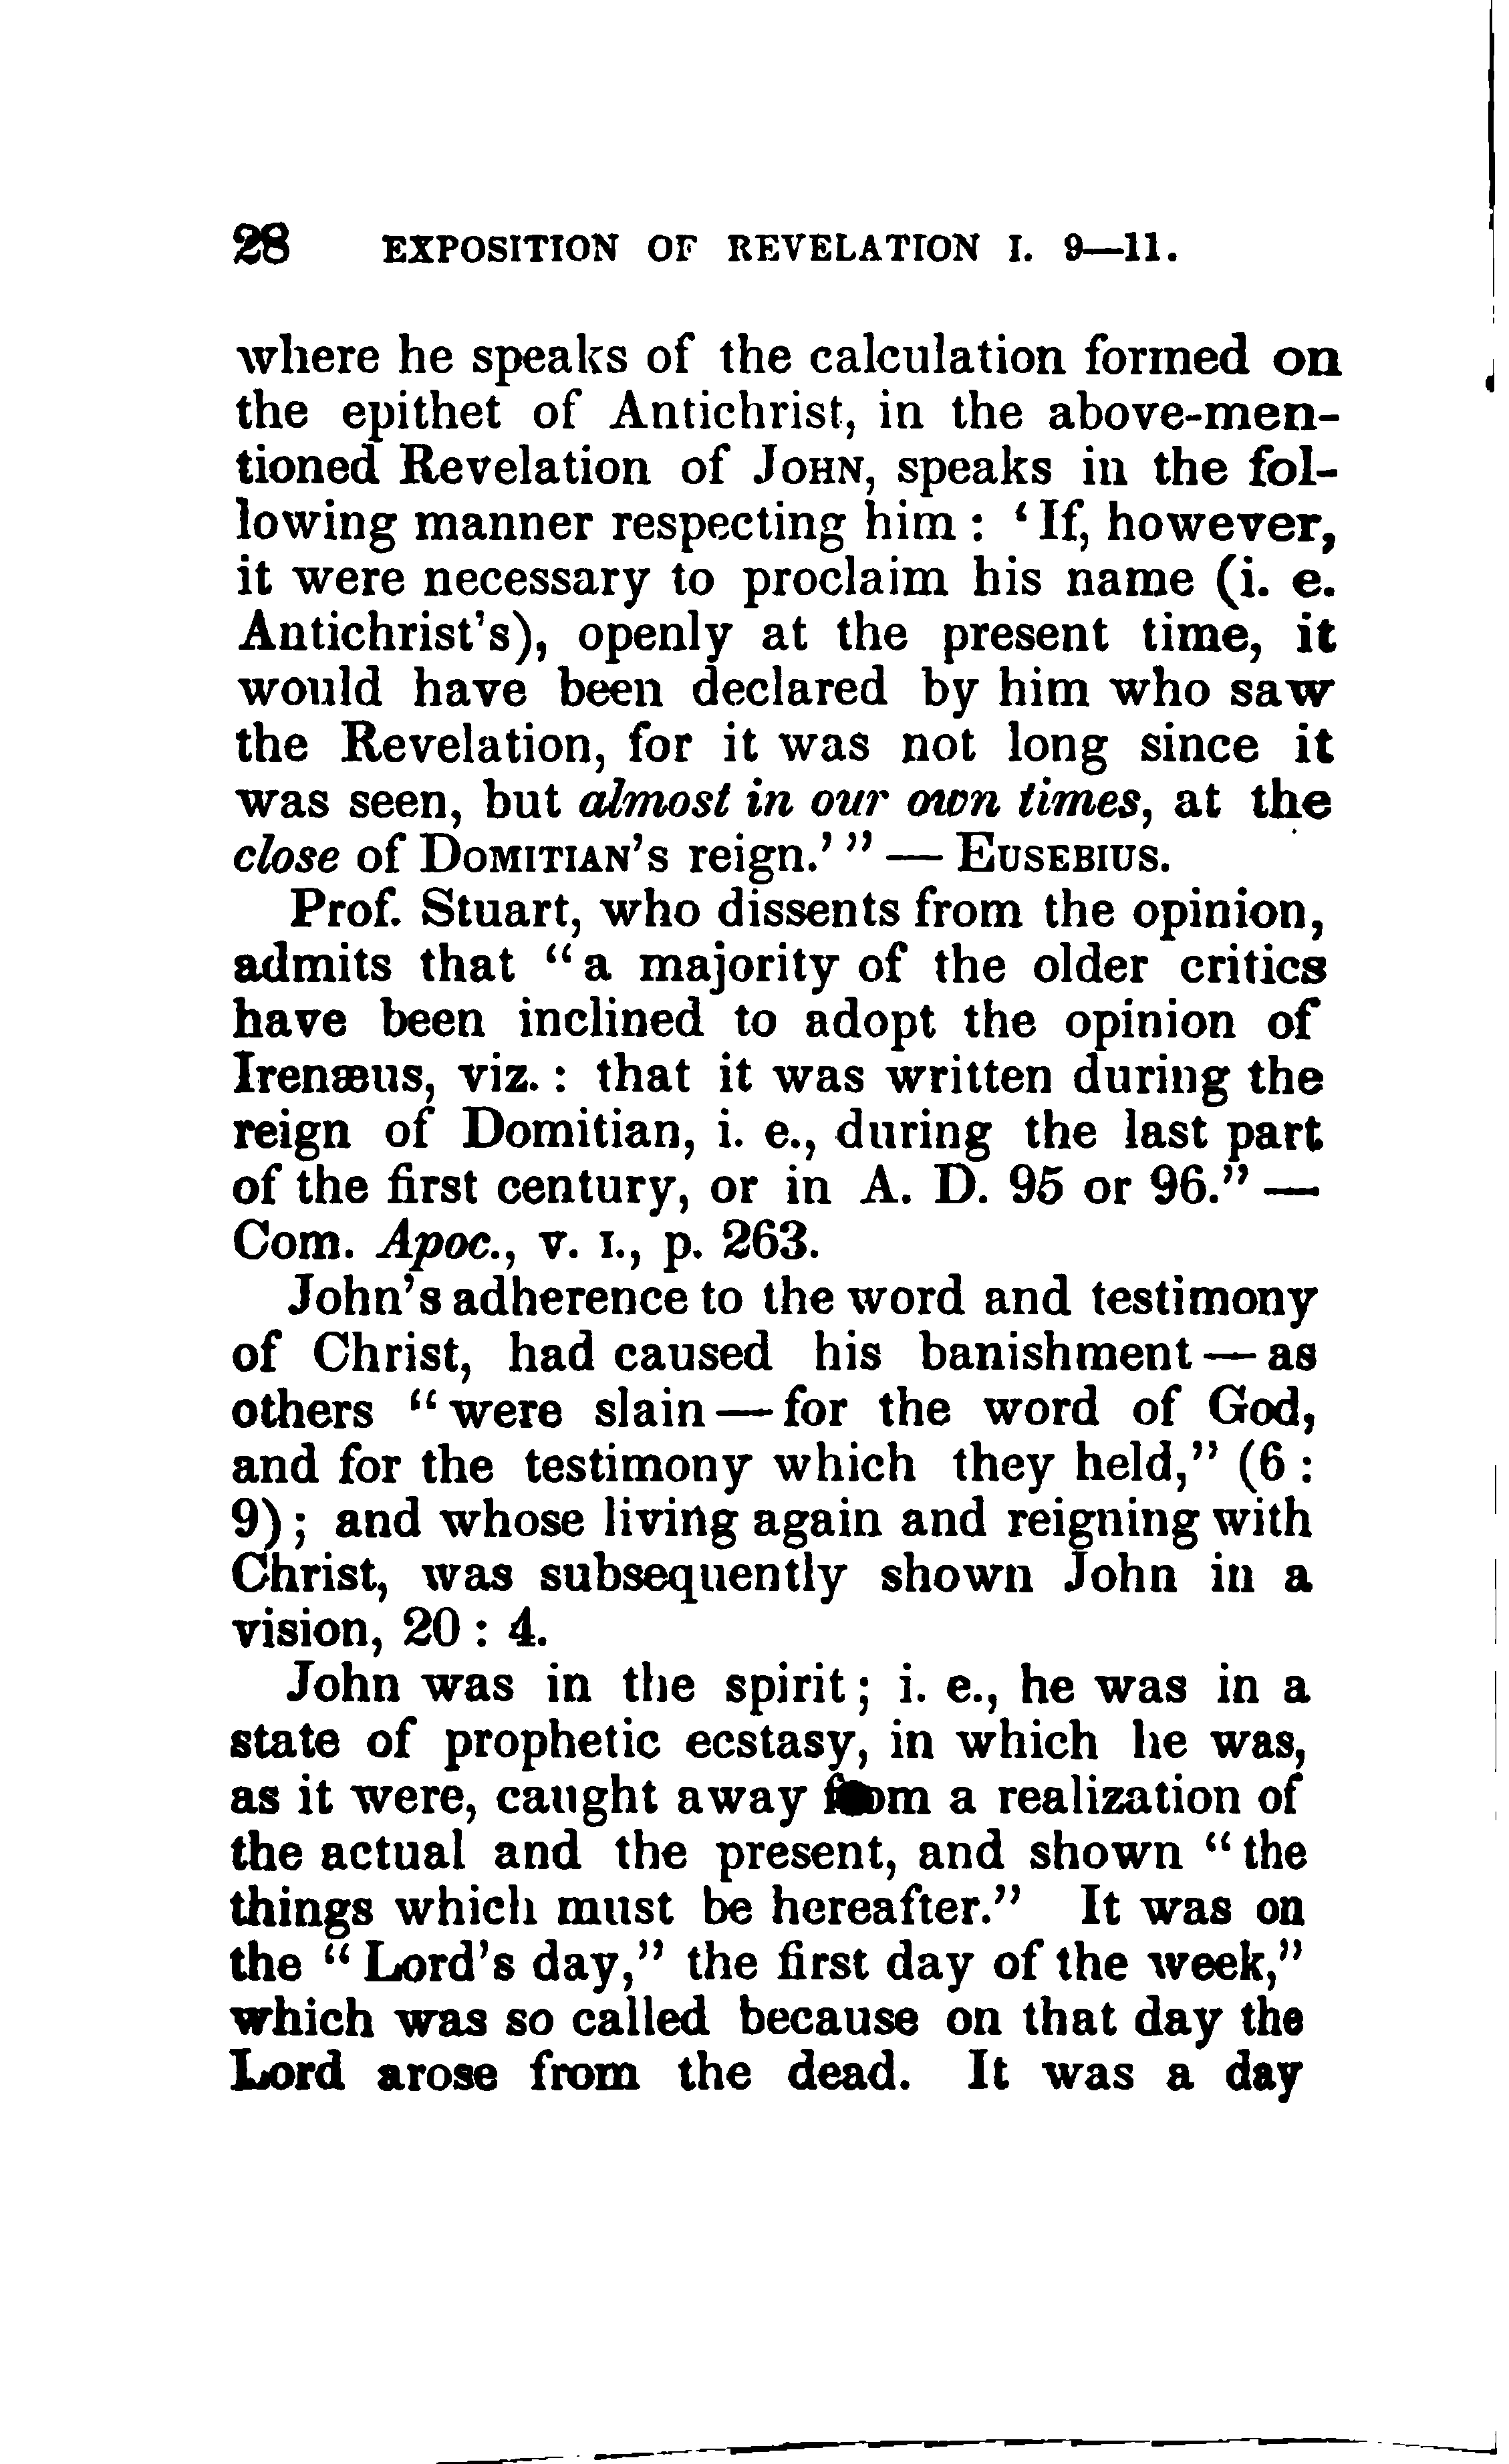 28 EXPOSITION OF REVELATION I. 9—11.
where he speaks of the calculation formed on
the epithet of Antichrist, in the above-men-
tioned Revelation of JOHN, speaks in the fol-
lowing manner respecting him : ‘If, however,
it were necessary to proclaim his name (i. e.
Antichrist’s), openly at the present time, it
would have been declared by him who saw
the Revelation, for it was not long since it
was seen, but almost in our own times, at the
close of DOMITIAN’S reign.’ ” — EUSEBIUS.
Prof. Stuart, who dissents from the opinion,
admits that “a majority of the older critics
have been inclined to adopt the opinion of
Irenæus, viz. : that it was written during the
reign of Domitian, i. e., during the last part
of the first century, or in A. D. 95 or 96.” —
Com. Apoc., v. I., p. 263.
John’s adherence to the word and testimony
of Christ, had caused his banishment — as
others “were slain — for the word of God,
and for the testimony which they held,” (6 :
9) ; and whose living again and reigning with
Christ, was subsequently shown John in a
vision, 20 : 4.
John was in the spirit ; i. e., he was in a
state of prophetic ecstasy, in which he was,
as it were, caught away from a realization of
the actual and the present, and shown “the
things which must be hereafter.” It was on
the “Lord’s day,” the first day of the week,”
which was so called because on that day the
Lord arose from the dead. It was a day